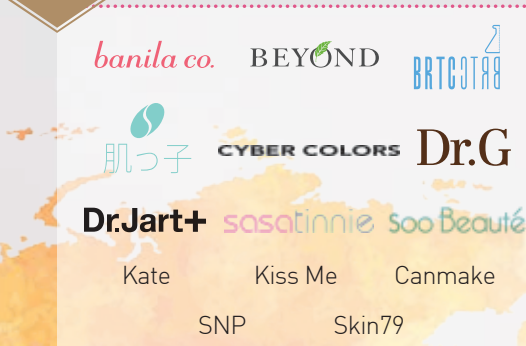 banila co. BEYOND BRTC BRTC
肌っ子 CYBER COLORS Dr.G
Dr.Jart+ sasatinnie Soo Beauté
Kate Kiss Me Canmake
SNP Skin79